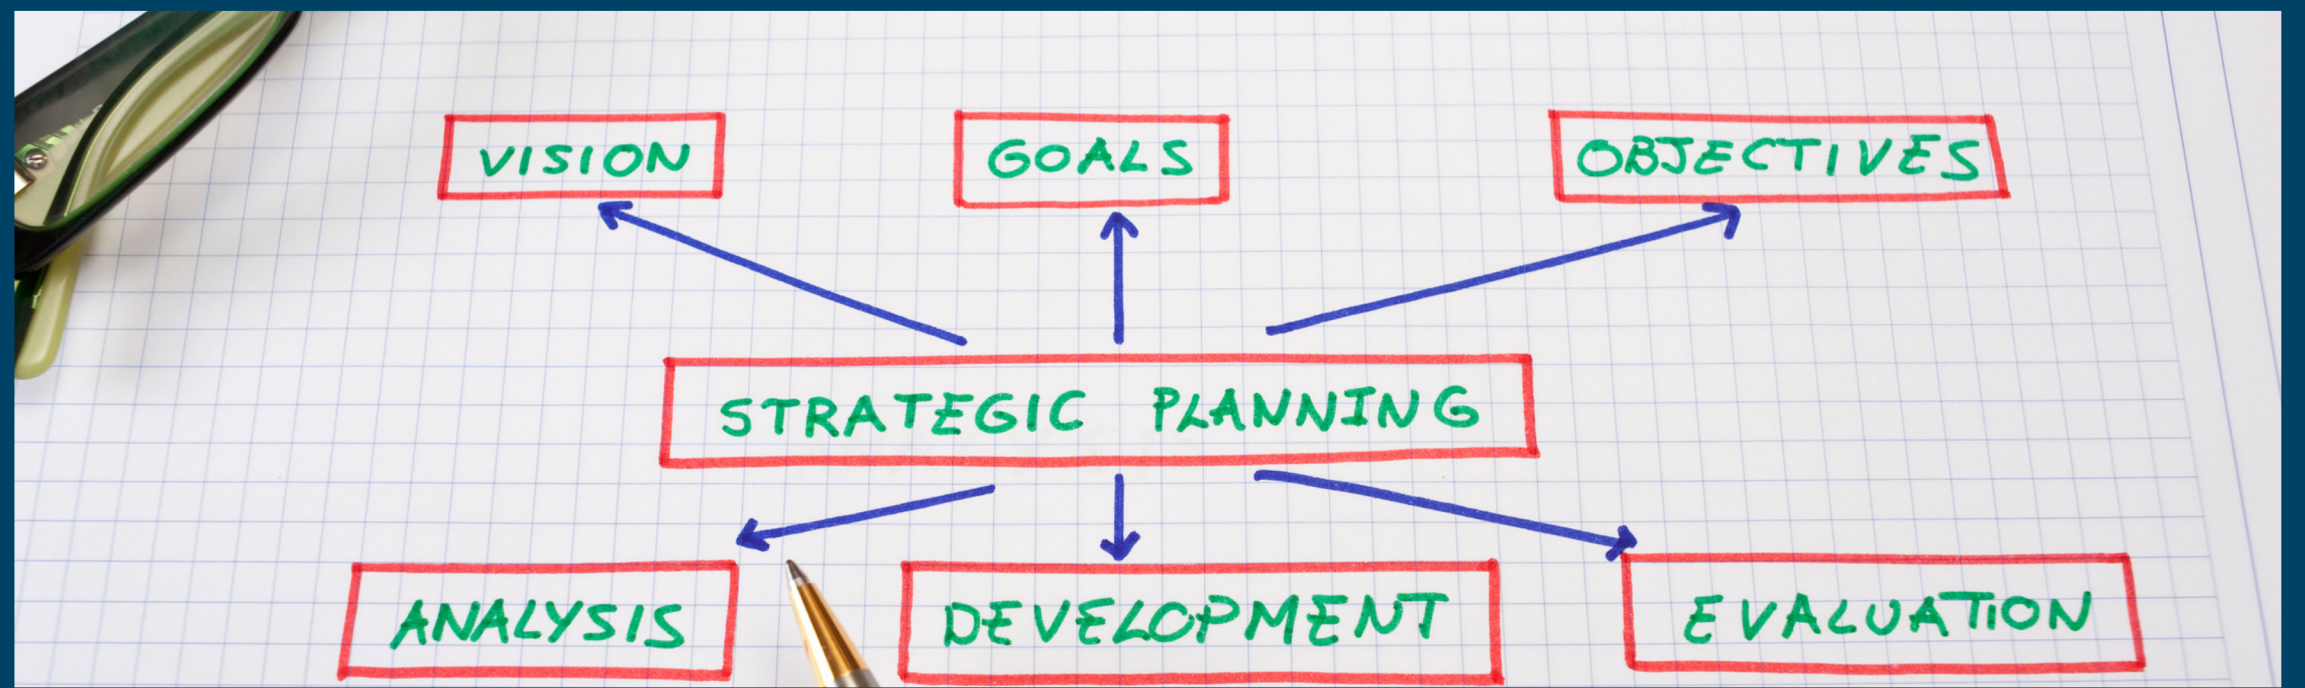 VISION
GOALS
OBJECTIVES
STRATEGIC PLANNING
ANALYSIS
DEVELOPMENT
EVALUATION